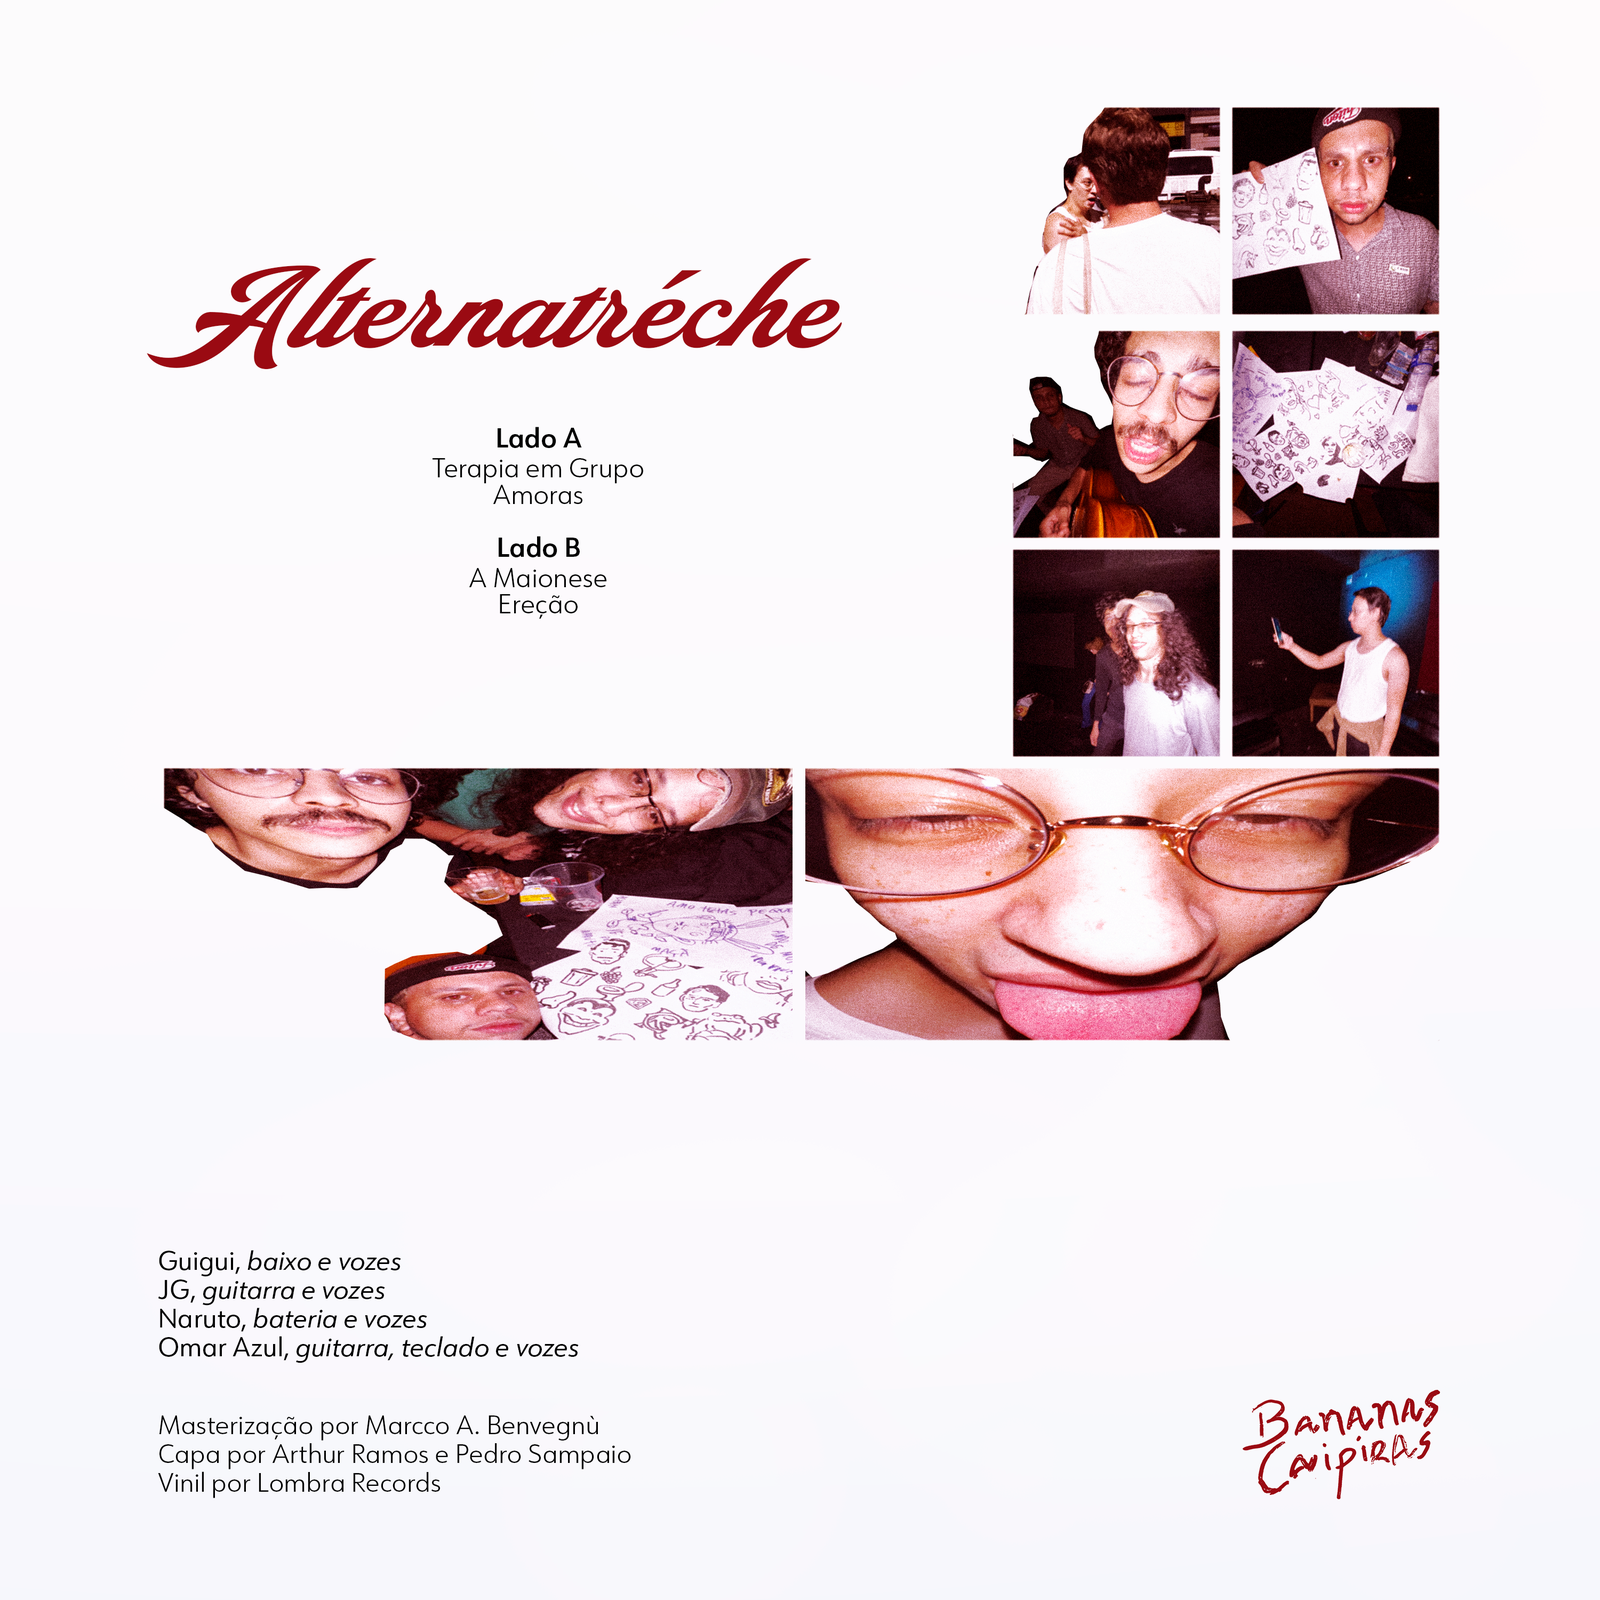 Alternatréche
Lado A
Terapia em Grupo
Amoras
Lado B
A Maionese
Ereção
Guigui, baixo e vozes
JG, guitarra e vozes
Naruto, bateria e vozes
Omar Azul, guitarra, teclado e vozes
Masterização por Marcco A. Benvegnù
Capa por Arthur Ramos e Pedro Sampaio
Vinil por Lombra Records
Bananas
Caipiras